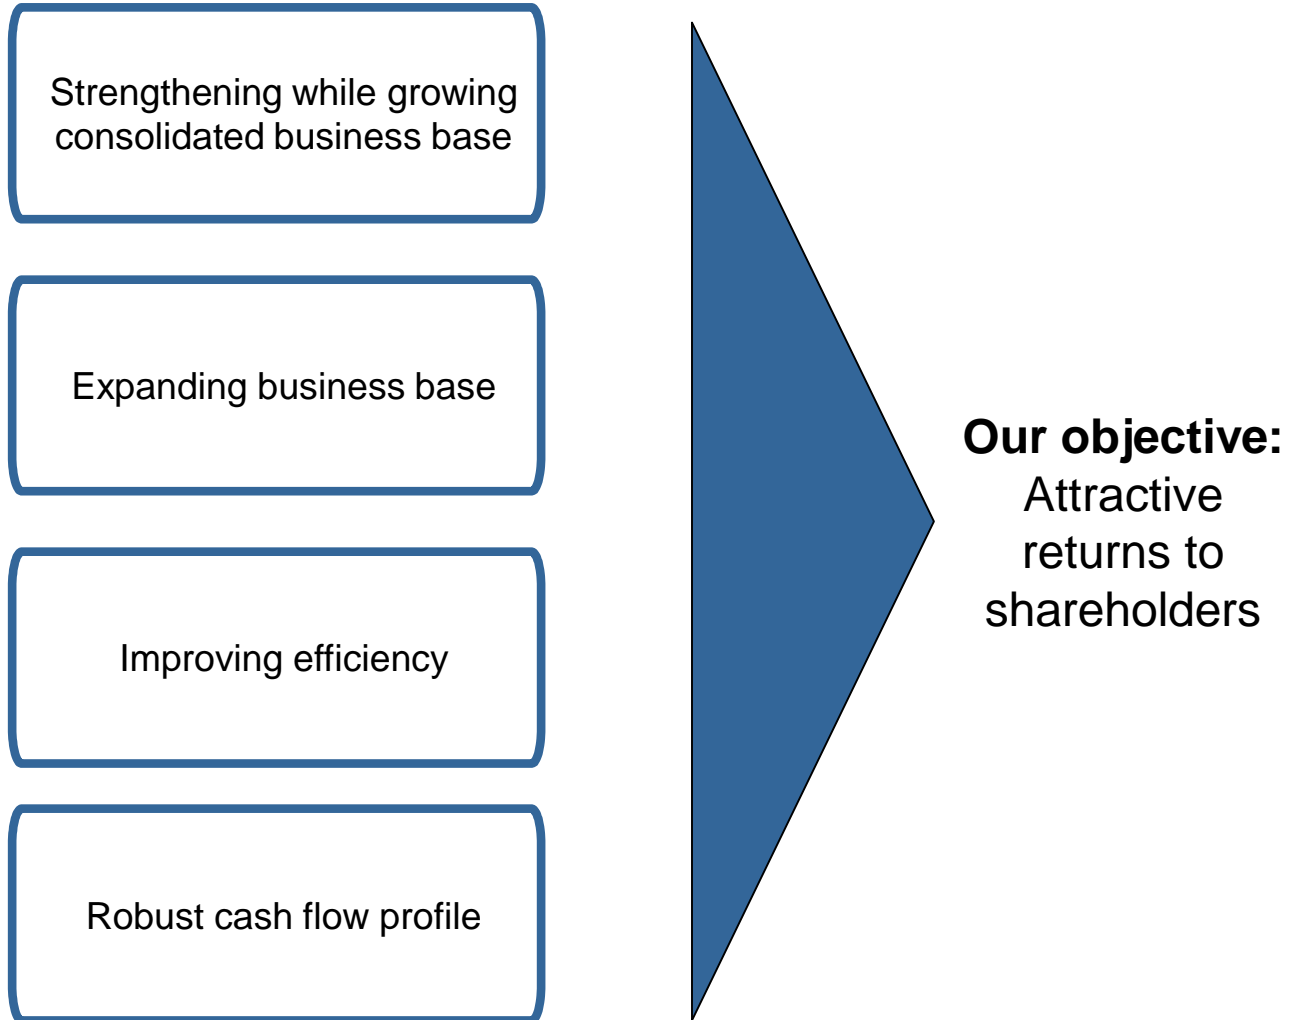 Strengthening while growing
consolidated business base
Expanding business base
Improving efficiency
Robust cash flow profile
Our objective:
Attractive
returns to
shareholders